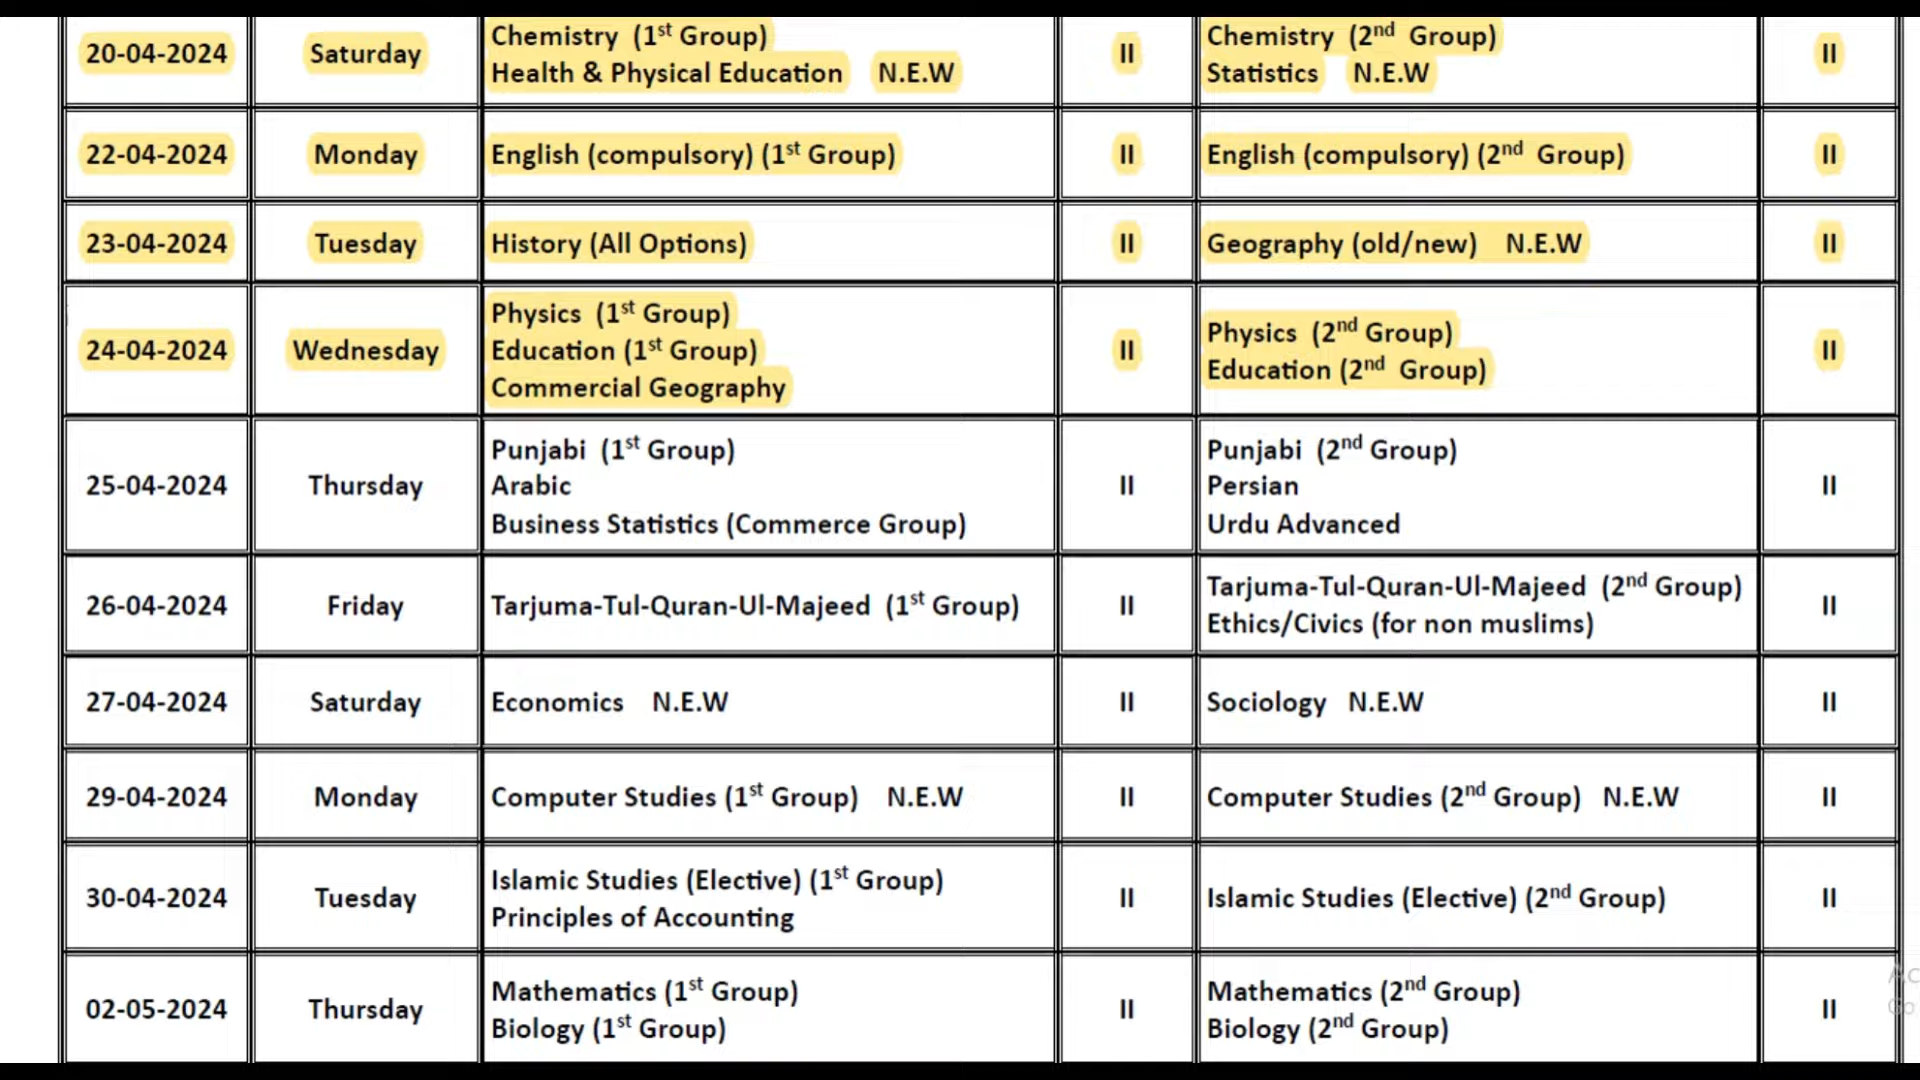 20-04-2024 Saturday Chemistry (1st Group) II Chemistry (2nd Group) II
Health & Physical Education N.E.W Statistics N.E.W
22-04-2024 Monday English (compulsory) (1st Group) II English (compulsory) (2nd Group) II
23-04-2024 Tuesday History (All Options) II Geography (old/new) N.E.W II
24-04-2024 Wednesday Physics (1st Group) II Physics (2nd Group) II
Education (1st Group) Education (2nd Group)
Commercial Geography
25-04-2024 Thursday Punjabi (1st Group) II Punjabi (2nd Group) II
Arabic Persian
Business Statistics (Commerce Group) Urdu Advanced
26-04-2024 Friday Tarjuma-Tul-Quran-Ul-Majeed (1st Group) II Tarjuma-Tul-Quran-Ul-Majeed (2nd Group) II
Ethics/Civics (for non muslims)
27-04-2024 Saturday Economics N.E.W II Sociology N.E.W II
29-04-2024 Monday Computer Studies (1st Group) N.E.W II Computer Studies (2nd Group) N.E.W II
30-04-2024 Tuesday Islamic Studies (Elective) (1st Group) II Islamic Studies (Elective) (2nd Group) II
Principles of Accounting
02-05-2024 Thursday Mathematics (1st Group) II Mathematics (2nd Group) II
Biology (1st Group) Biology (2nd Group)